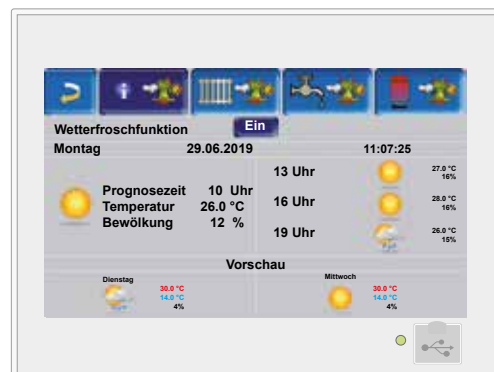 Wetterfroschfunktion Ein
Montag 29.06.2019 11:07:25
Prognosezeit 10 Uhr
Temperatur 26.0 °C
Bewölkung 12 %
13 Uhr 27.0 °C 16%
16 Uhr 28.0 °C 16%
19 Uhr 26.0 °C 15%
Vorschau
Dienstag
30.0 °C
14.0 °C
4%
Mittwoch
30.0 °C
14.0 °C
4%